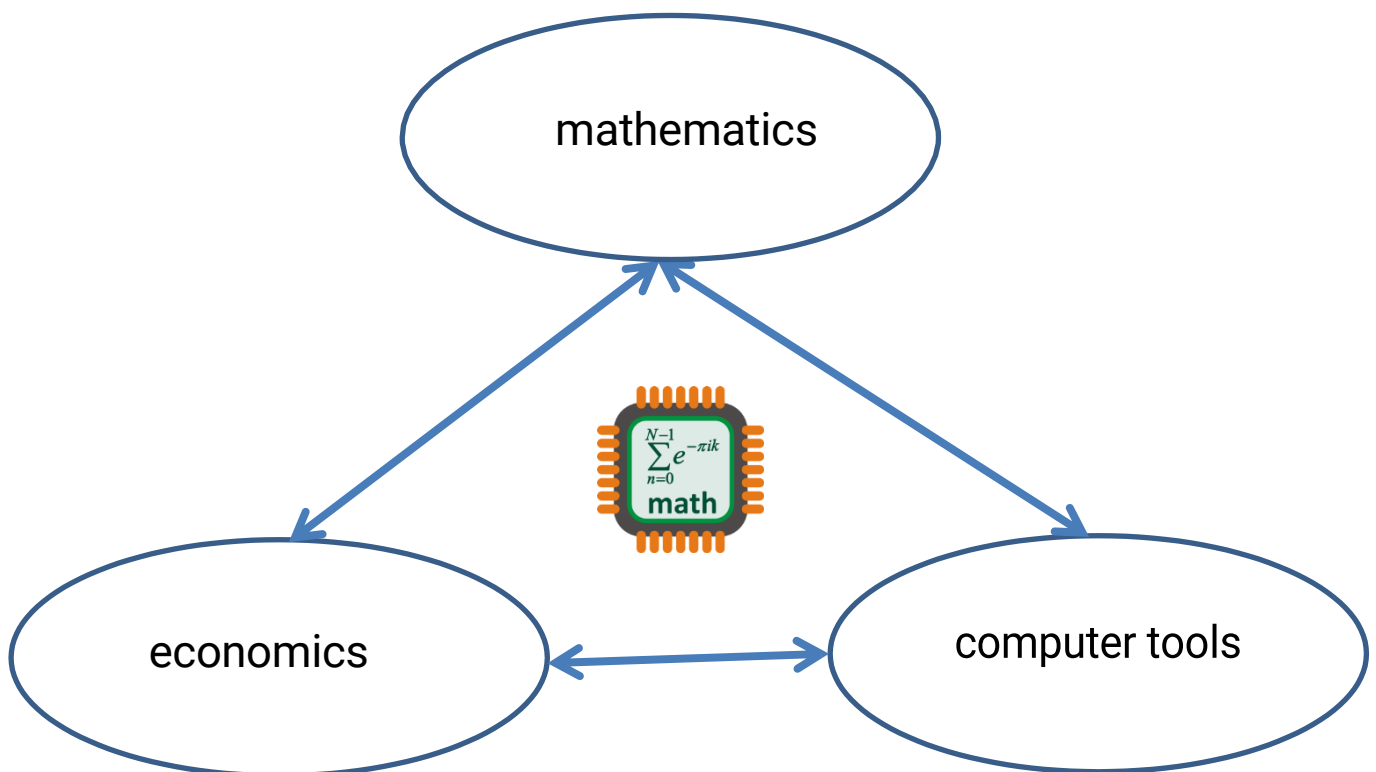 mathematics
N−1
∑ e^−πik
n=0
math
economics
computer tools